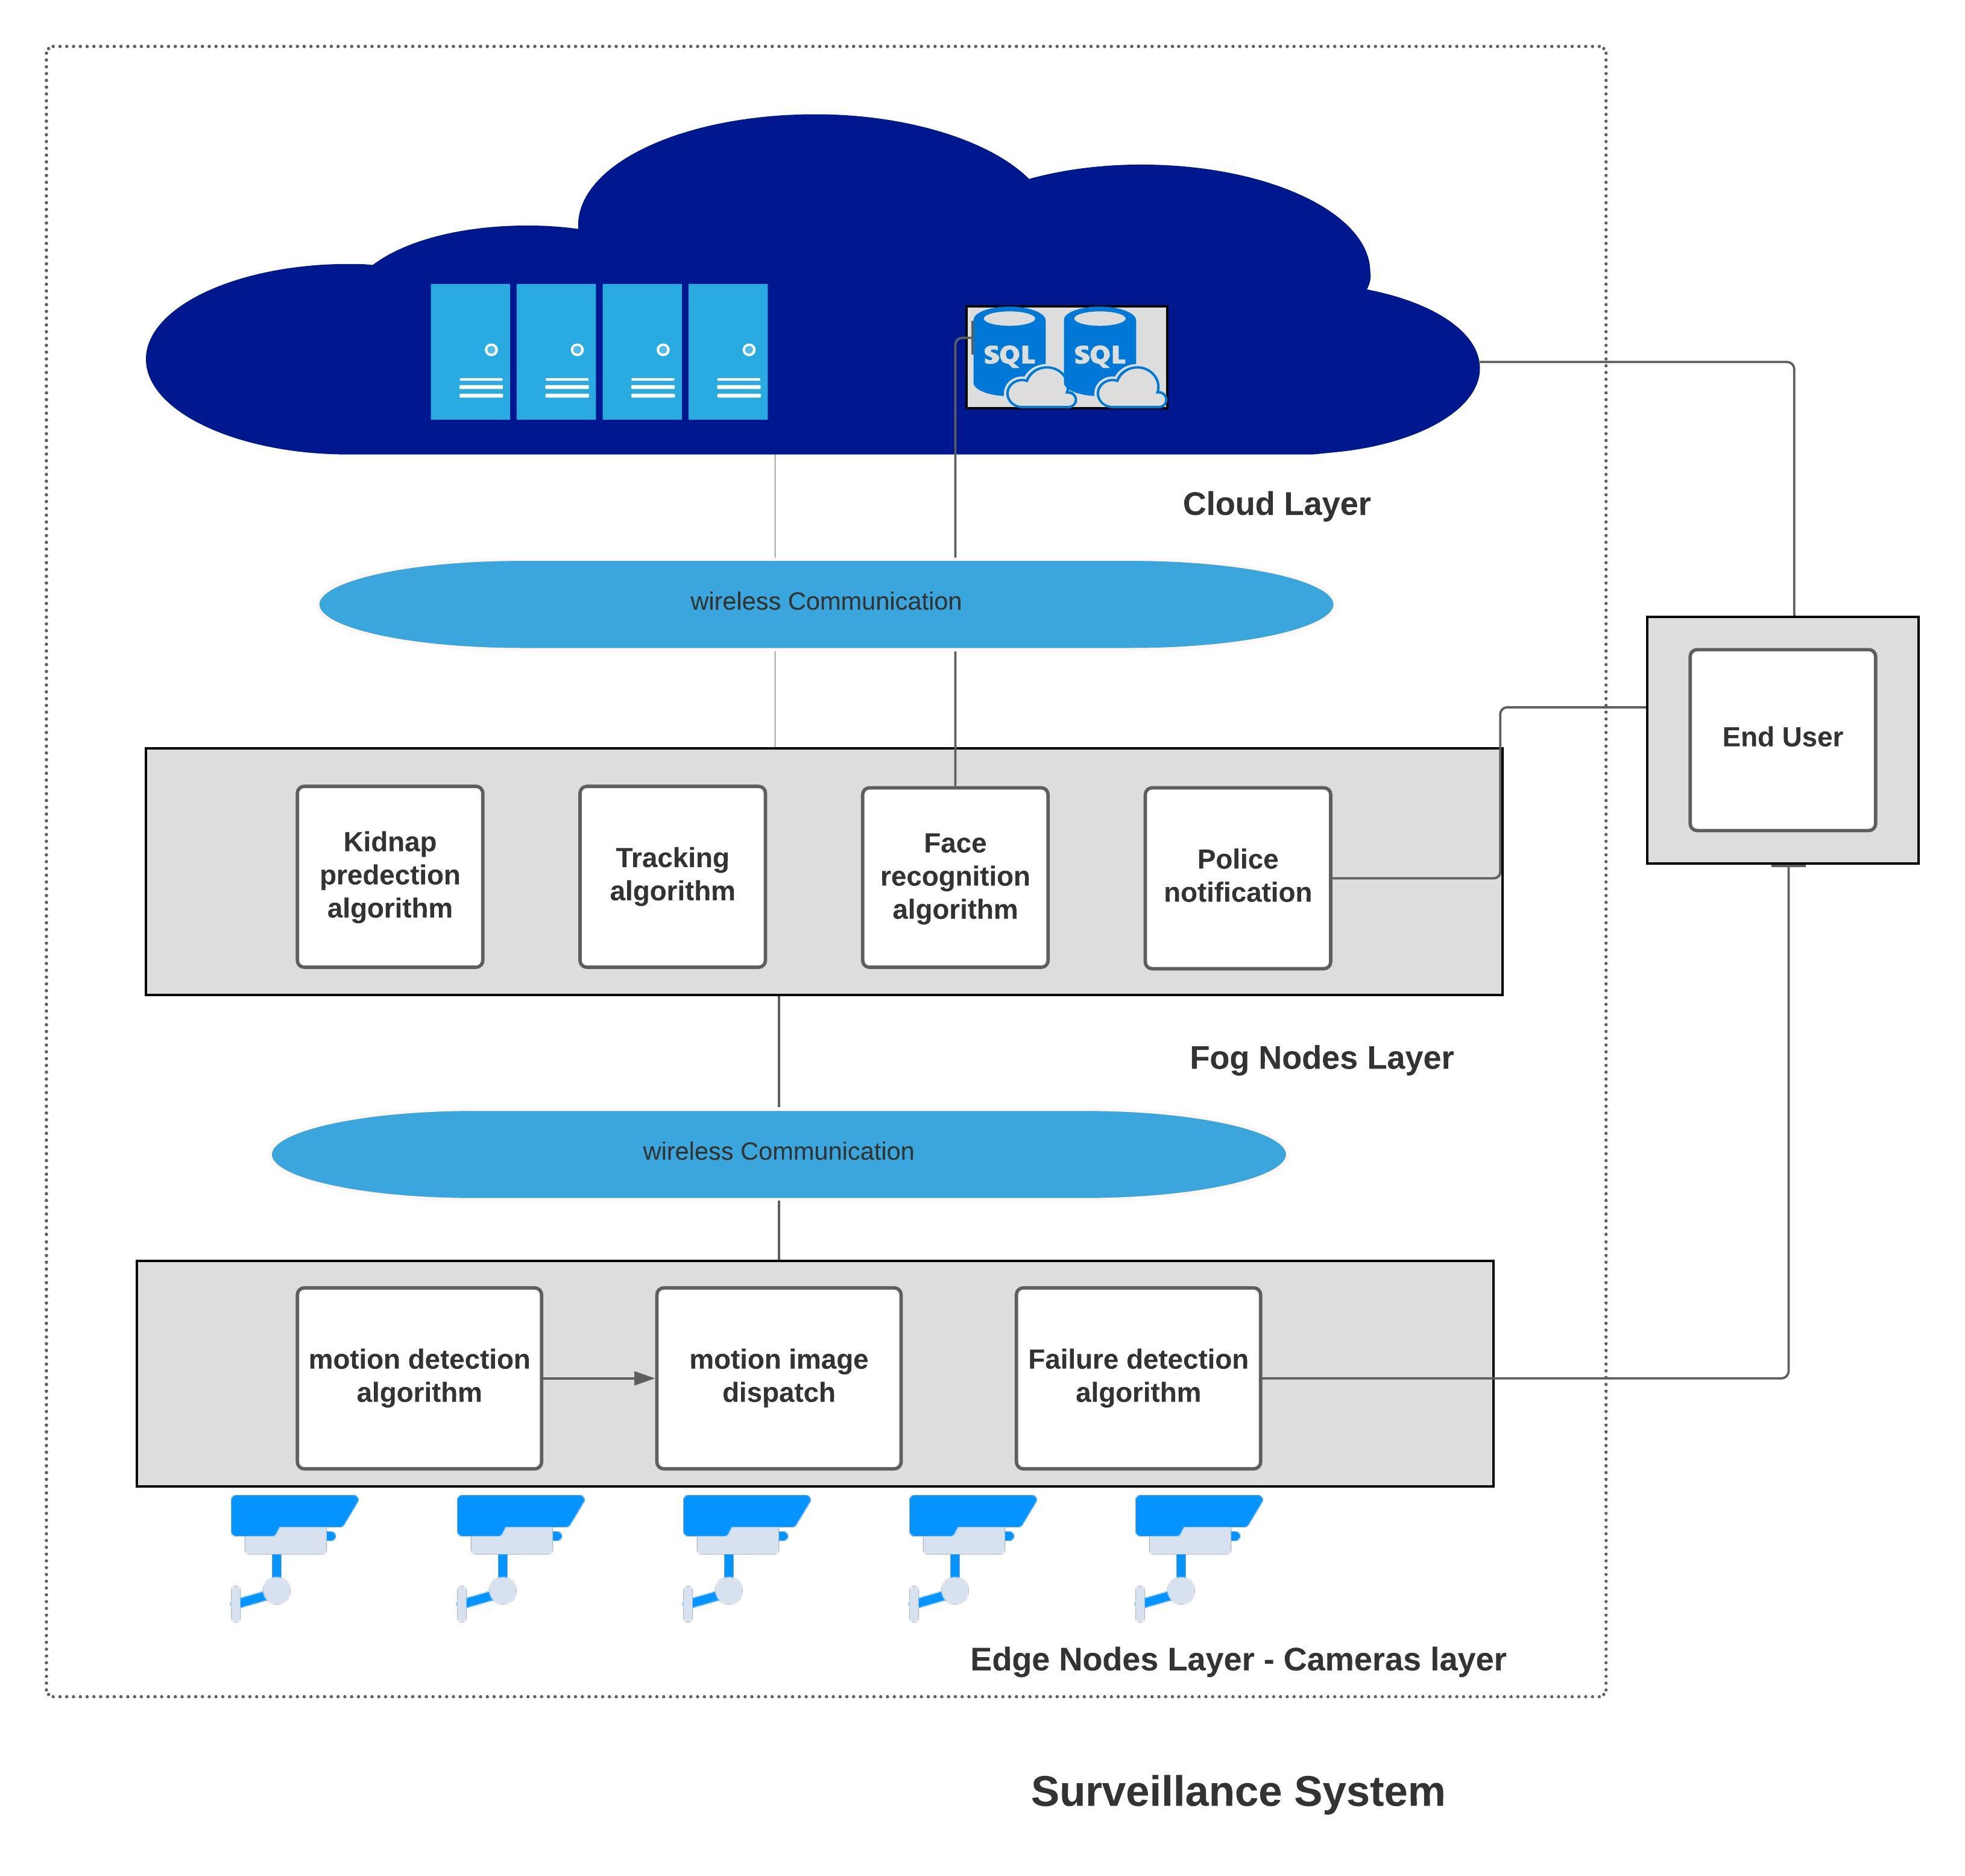 SQL SQL
Cloud Layer
wireless Communication
End User
Kidnap
predection
algorithm
Tracking
algorithm
Face
recognition
algorithm
Police
notification
Fog Nodes Layer
wireless Communication
motion detection
algorithm
motion image
dispatch
Failure detection
algorithm
Edge Nodes Layer - Cameras layer
Surveillance System